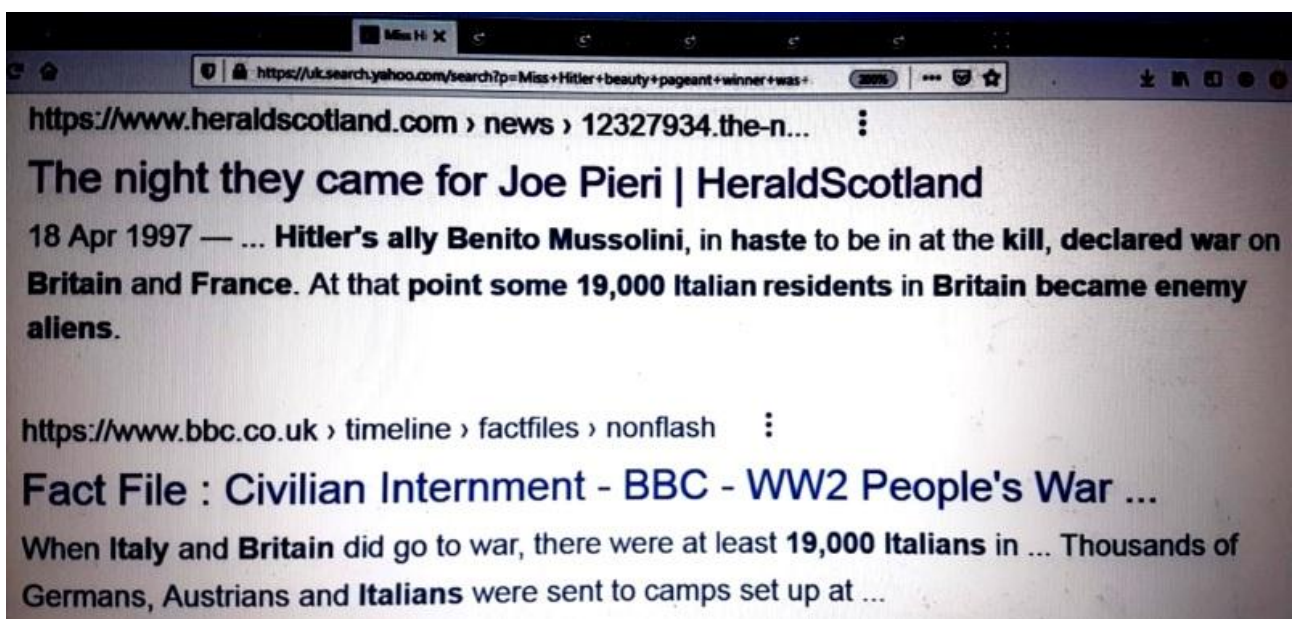 Miss Hi
https://uk.search.yahoo.com/search?p=Miss+Hitler+beauty+pageant+winner+was+
https://www.heraldscotland.com › news › 12327934.the-n...
The night they came for Joe Pieri | HeraldScotland
18 Apr 1997 — ... Hitler's ally Benito Mussolini, in haste to be in at the kill, declared war on
Britain and France. At that point some 19,000 Italian residents in Britain became enemy
aliens.
https://www.bbc.co.uk › timeline › factfiles › nonflash
Fact File : Civilian Internment - BBC - WW2 People's War ...
When Italy and Britain did go to war, there were at least 19,000 Italians in ... Thousands of
Germans, Austrians and Italians were sent to camps set up at ...